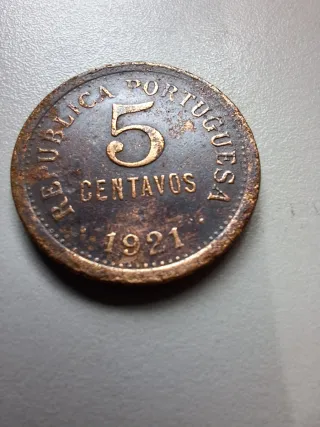 REPUBLICA PORTUGUESA
5
CENTAVOS
1921